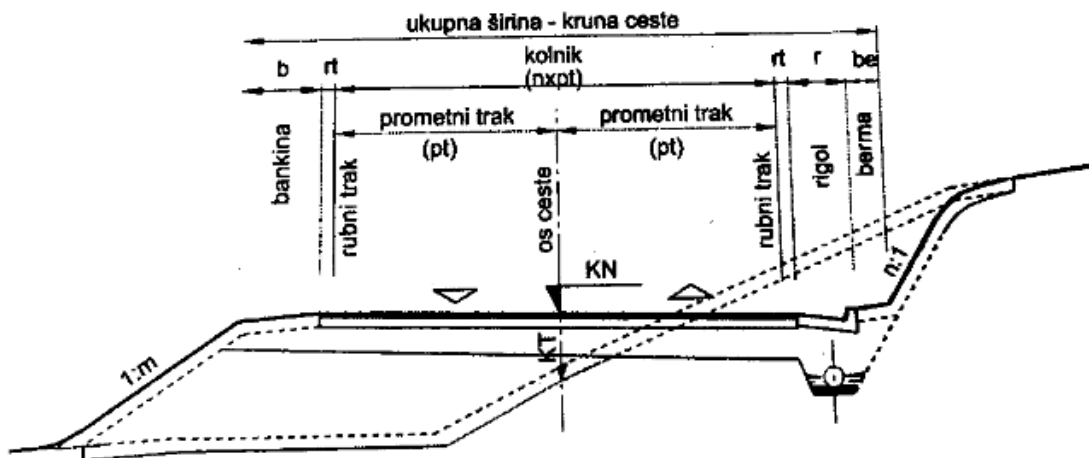 ukupna širina - kruna ceste
b
rt
kolnik
(nxpt)
rt
r
be
prometni trak
(pt)
prometni trak
(pt)
bankina
rubni trak
os ceste
rubni trak
rigol
berma
KN
KT
1:m
n:1